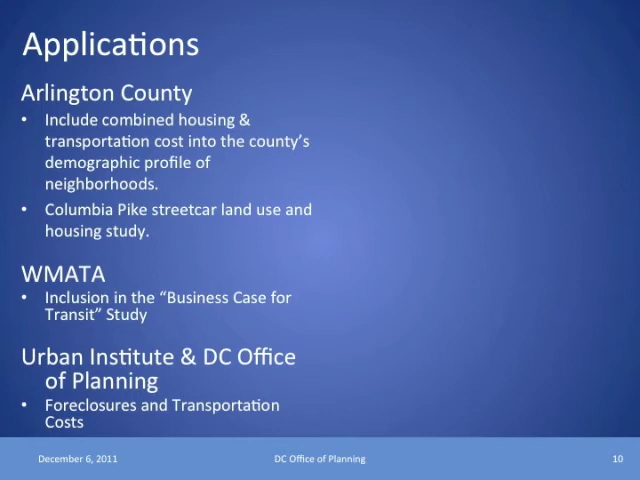 Applications
Arlington County
• Include combined housing &
transportation cost into the county’s
demographic profile of
neighborhoods.
• Columbia Pike streetcar land use and
housing study.
WMATA
• Inclusion in the “Business Case for
Transit” Study
Urban Institute & DC Office
of Planning
• Foreclosures and Transportation
Costs
December 6, 2011
DC Office of Planning
10